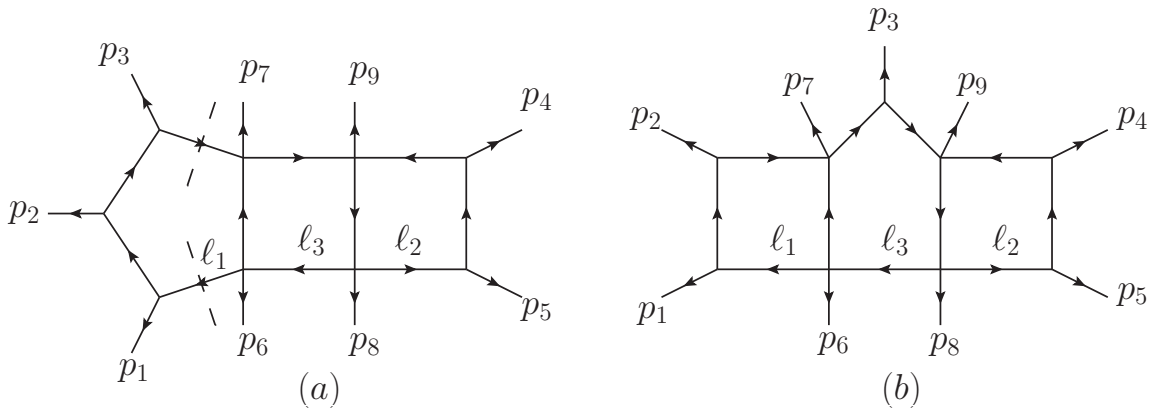 p₃ p₇ p₉ p₄
p₂
ℓ₁ ℓ₃ ℓ₂
p₁ p₆ p₈ p₅
(a)
p₃
p₇ p₉
p₂ p₄
ℓ₁ ℓ₃ ℓ₂
p₁ p₆ p₈ p₅
(b)